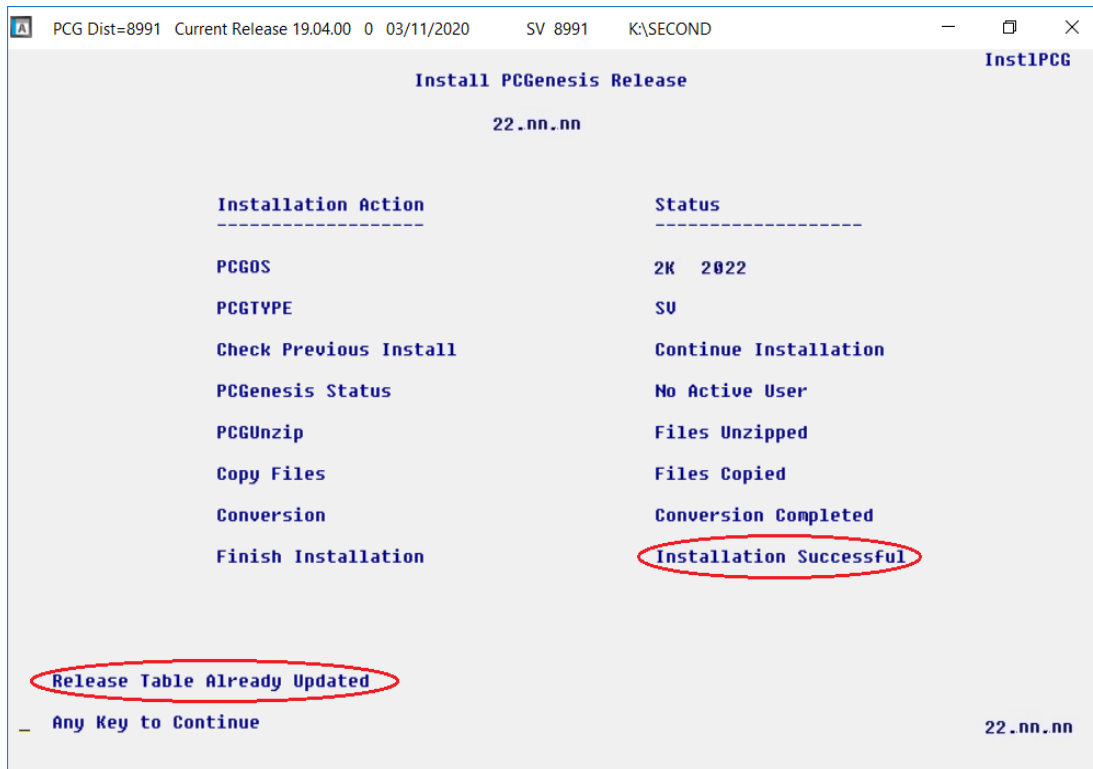 PCG Dist=8991 Current Release 19.04.00 0 03/11/2020 SV 8991 K:\SECOND
InstlPCG
Install PCGenesis Release
22.nn.nn
Installation Action Status
-------------------- --------------------
PCGOS 2K 2022
PCGTYPE SV
Check Previous Install Continue Installation
PCGenesis Status No Active User
PCGUnzip Files Unzipped
Copy Files Files Copied
Conversion Conversion Completed
Finish Installation Installation Successful
Release Table Already Updated
_ Any Key to Continue 22.nn.nn